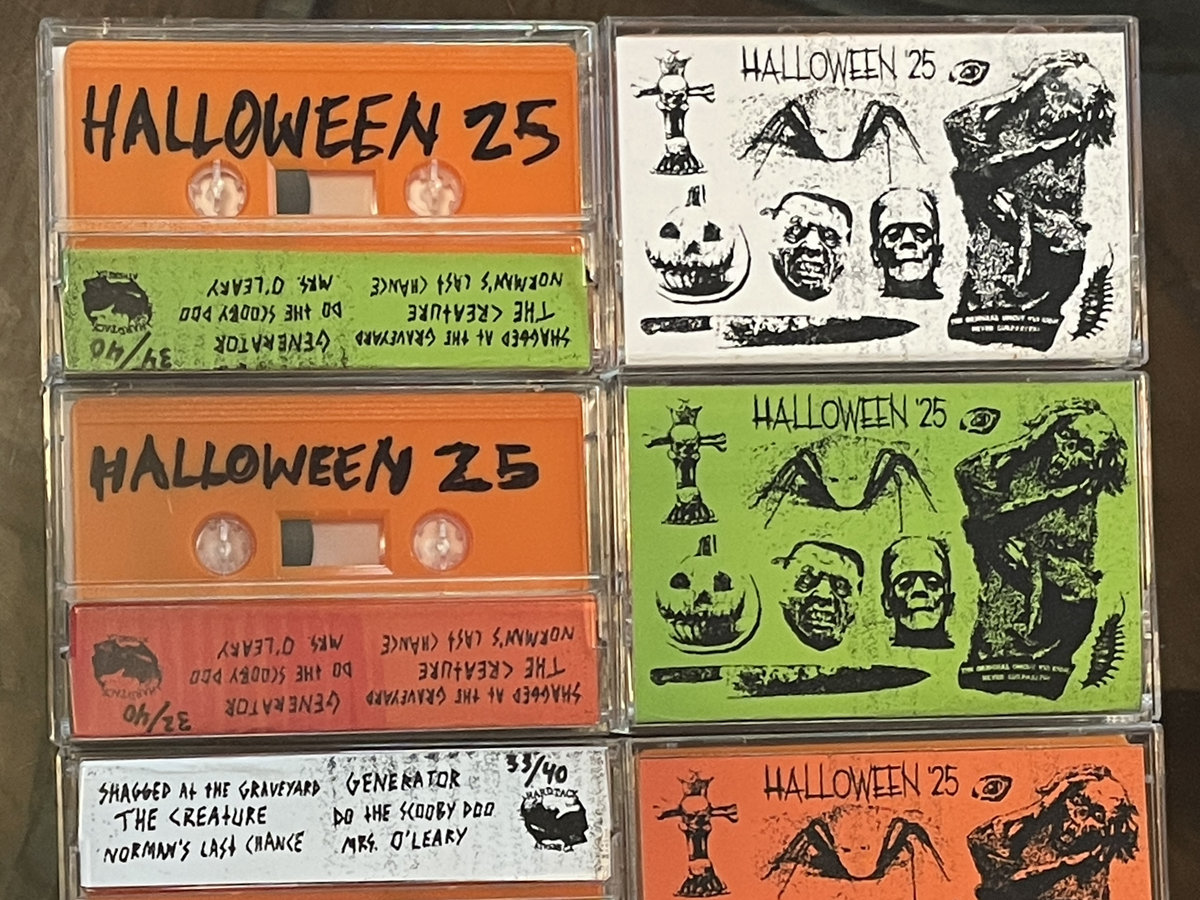 HALLOWEEN 25
NORMAN'S LAST CHANCE MRS. O'LEARY
THE CREATURE DO THE SCOOBY DOO
SHAGGED AT THE GRAVEYARD GENERATOR
HARDTACK
34/40
HALLOWEEN '25
HALLOWEEN 25
NORMAN'S LAST CHANCE MRS. O'LEARY
THE CREATURE DO THE SCOOBY DOO
SHAGGED AT THE GRAVEYARD GENERATOR
HARDTACK
32/40
HALLOWEEN '25
SHAGGED AT THE GRAVEYARD
THE CREATURE
NORMAN'S LAST CHANCE
GENERATOR
DO THE SCOOBY DOO
MRS. O'LEARY
33/40
HARDTACK
HALLOWEEN '25